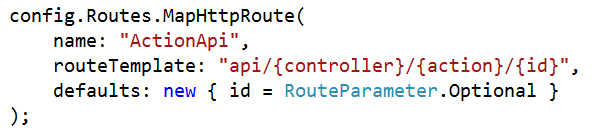 config.Routes.MapHttpRoute(
    name: "ActionApi",
    routeTemplate: "api/{controller}/{action}/{id}",
    defaults: new { id = RouteParameter.Optional }
);